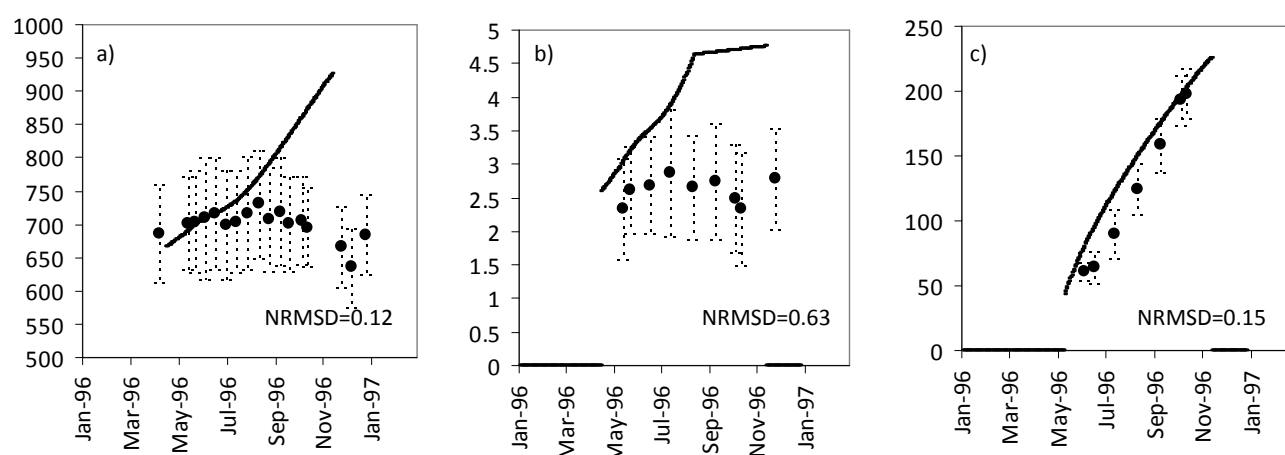 a)
1000
950
900
850
800
750
700
650
600
550
500
Jan-96
Mar-96
May-96
Jul-96
Sep-96
Nov-96
Jan-97
NRMSD=0.12
b)
5
4.5
4
3.5
3
2.5
2
1.5
1
0.5
0
Jan-96
Mar-96
May-96
Jul-96
Sep-96
Nov-96
Jan-97
NRMSD=0.63
c)
250
200
150
100
50
0
Jan-96
Mar-96
May-96
Jul-96
Sep-96
Nov-96
Jan-97
NRMSD=0.15